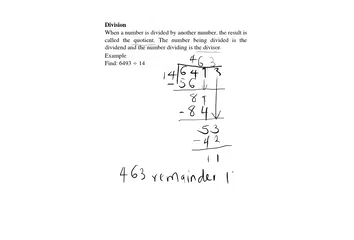 Division
When a number is divided by another number, the result is
called the quotient. The number being divided is the
dividend and the number dividing is the divisor.
Example
Find: 6493 ÷ 14
463
14 6493
- 56
89
- 84
53
- 42
11
463 remainder